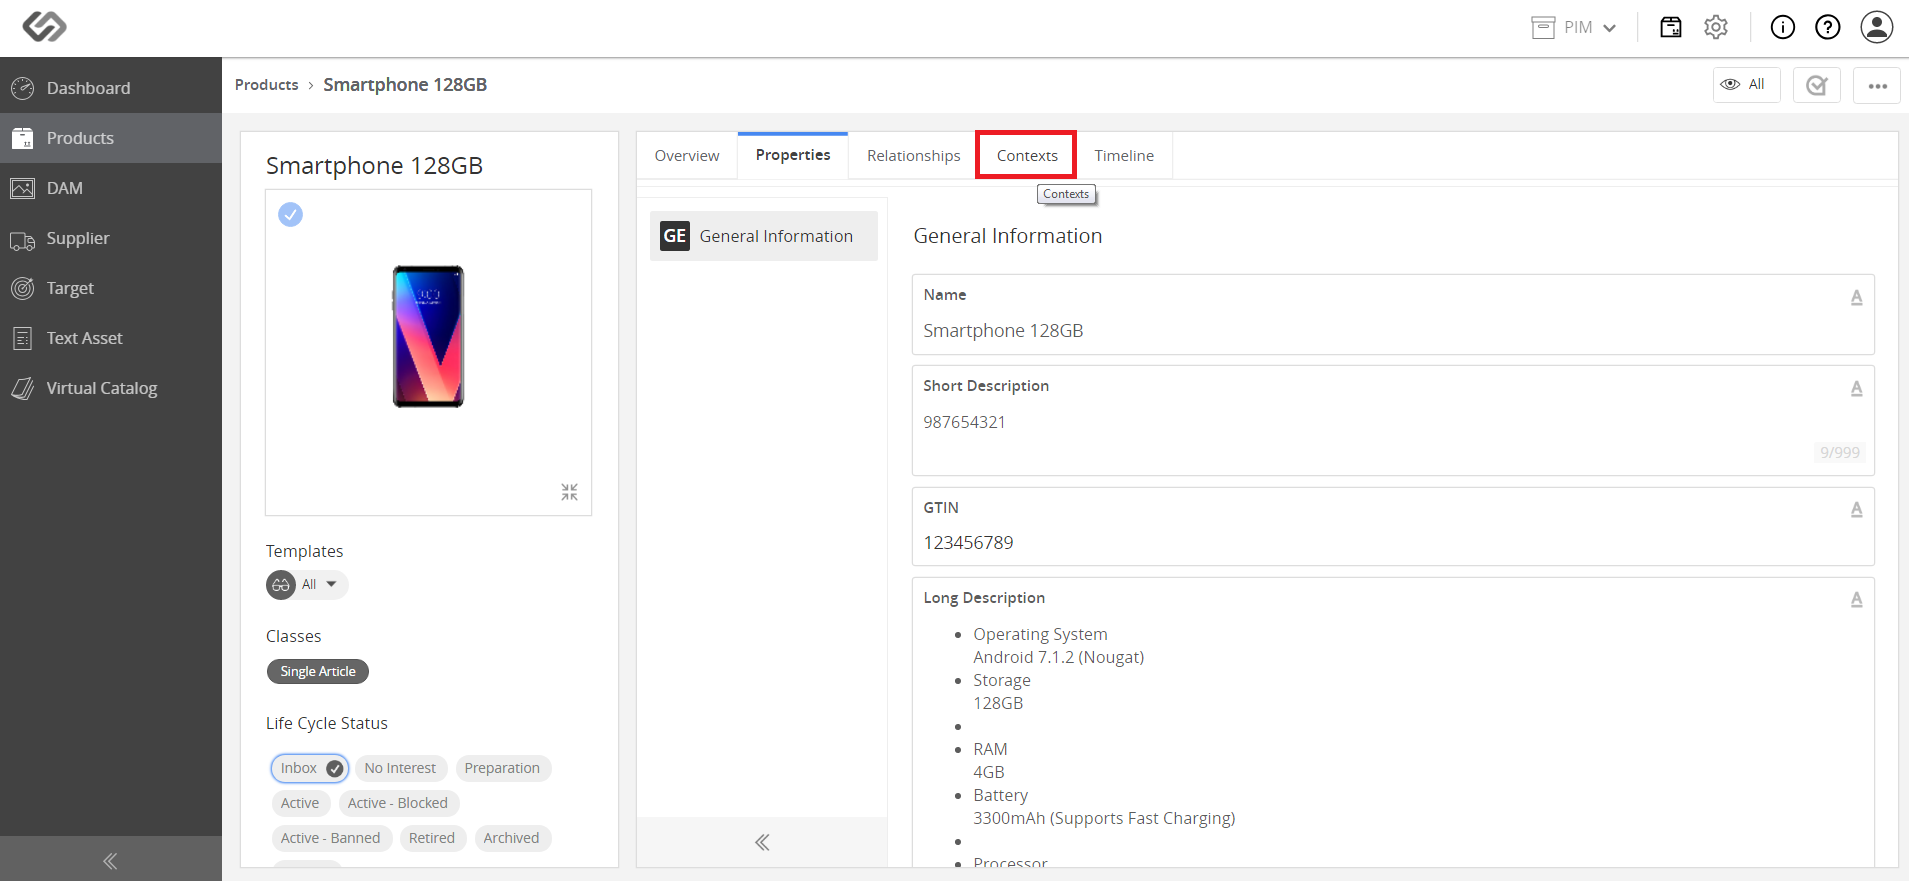 PIM
Dashboard
Products
DAM
Supplier
Target
Text Asset
Virtual Catalog
Products › Smartphone 128GB
All
Smartphone 128GB
Templates
All
Classes
Single Article
Life Cycle Status
Inbox No Interest Preparation
Active Active - Blocked
Active - Banned Retired Archived
Overview Properties Relationships Contexts Timeline
Contexts
GE General Information
General Information
Name
A
Smartphone 128GB
Short Description
A
987654321
9/999
GTIN
A
123456789
Long Description
A
• Operating System
Android 7.1.2 (Nougat)
• Storage
128GB
•
• RAM
4GB
• Battery
3300mAh (Supports Fast Charging)
•
• Processor